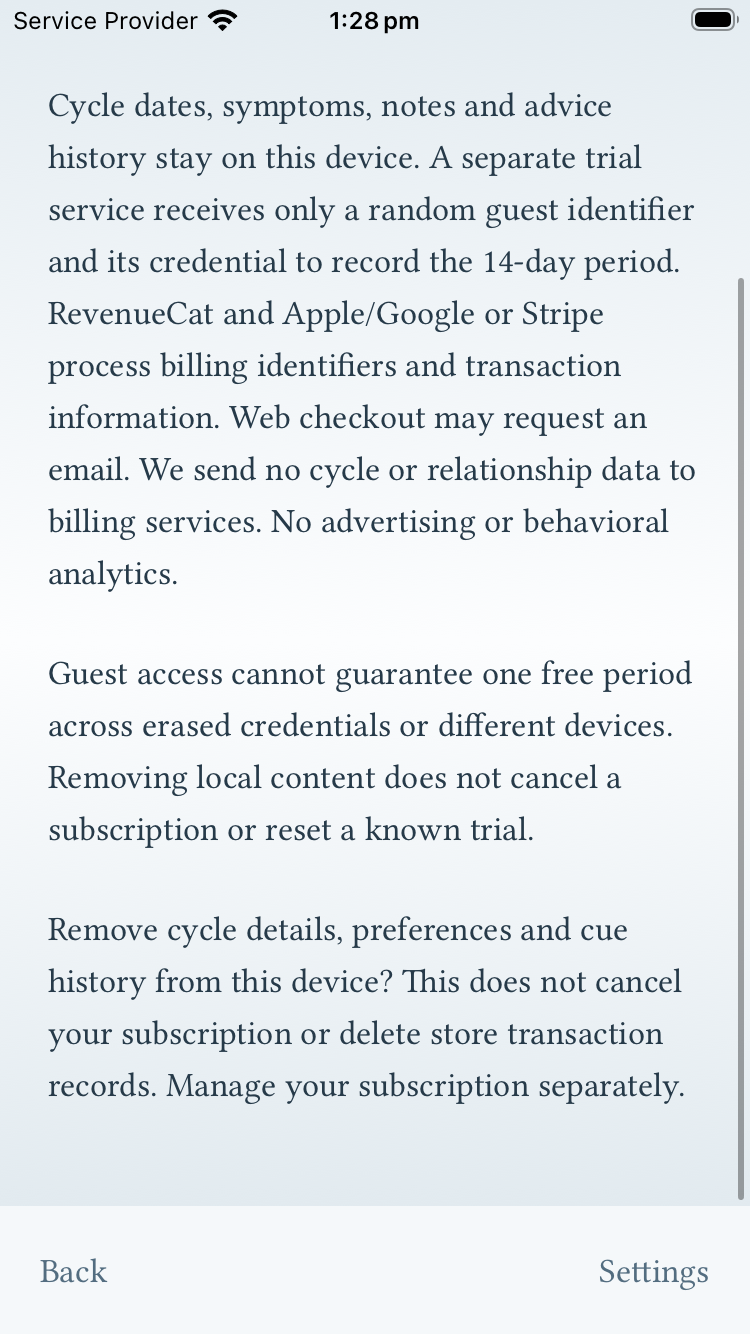 Service Provider 1:28 pm
Cycle dates, symptoms, notes and advice
history stay on this device. A separate trial
service receives only a random guest identifier
and its credential to record the 14-day period.
RevenueCat and Apple/Google or Stripe
process billing identifiers and transaction
information. Web checkout may request an
email. We send no cycle or relationship data to
billing services. No advertising or behavioral
analytics.
Guest access cannot guarantee one free period
across erased credentials or different devices.
Removing local content does not cancel a
subscription or reset a known trial.
Remove cycle details, preferences and cue
history from this device? This does not cancel
your subscription or delete store transaction
records. Manage your subscription separately.
Back Settings